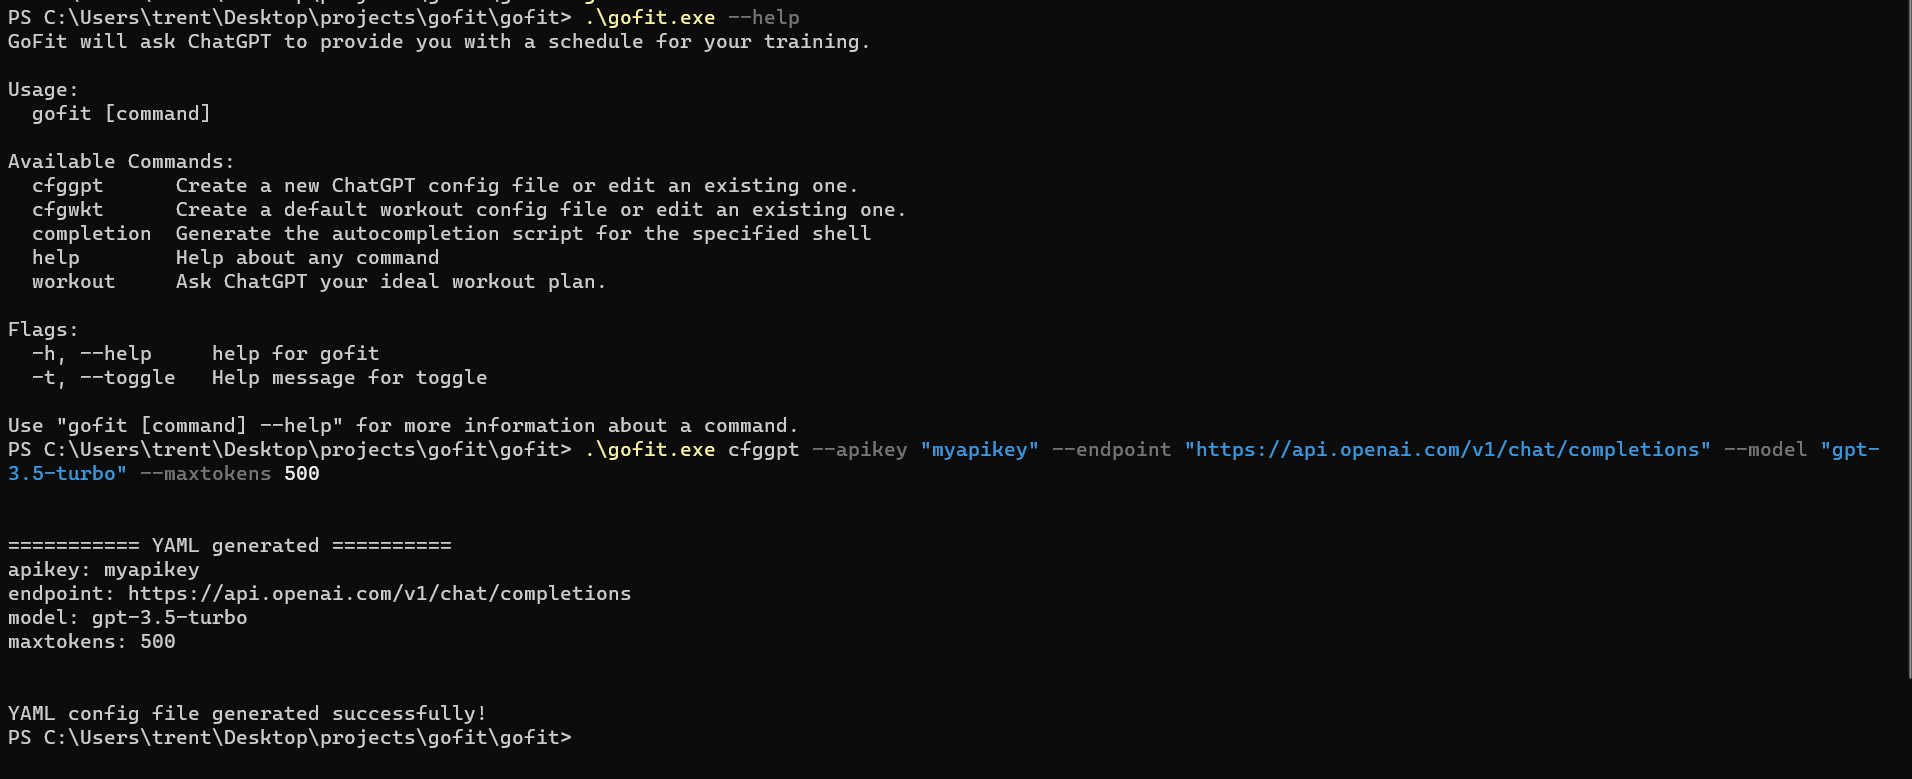 PS C:\Users\trent\Desktop\projects\gofit\gofit> .\gofit.exe --help
GoFit will ask ChatGPT to provide you with a schedule for your training.
Usage:
gofit [command]
Available Commands:
cfggpt      Create a new ChatGPT config file or edit an existing one.
cfgwkt      Create a default workout config file or edit an existing one.
completion  Generate the autocompletion script for the specified shell
help        Help about any command
workout     Ask ChatGPT your ideal workout plan.
Flags:
-h, --help     help for gofit
-t, --toggle   Help message for toggle
Use "gofit [command] --help" for more information about a command.
PS C:\Users\trent\Desktop\projects\gofit\gofit> .\gofit.exe cfggpt --apikey "myapikey" --endpoint "https://api.openai.com/v1/chat/completions" --model "gpt-
3.5-turbo" --maxtokens 500
=========== YAML generated ==========
apikey: myapikey
endpoint: https://api.openai.com/v1/chat/completions
model: gpt-3.5-turbo
maxtokens: 500
YAML config file generated successfully!
PS C:\Users\trent\Desktop\projects\gofit\gofit>